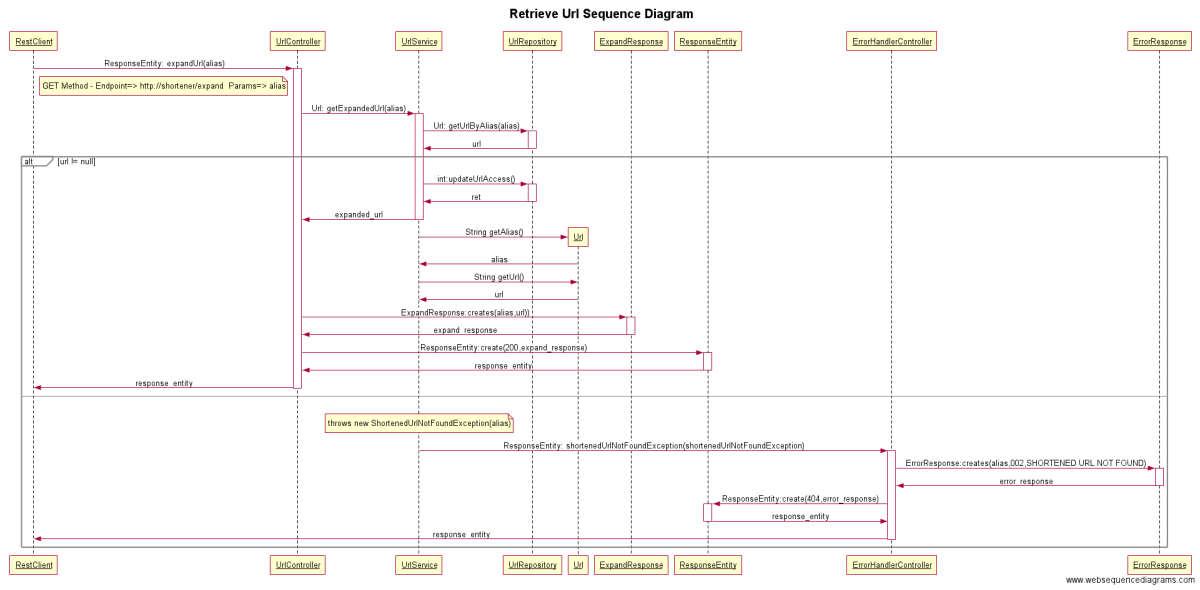 Retrieve Url Sequence Diagram
RestClient
UrlController
UrlService
UrlRepository
ExpandResponse
ResponseEntity
ErrorHandlerController
ErrorResponse
ResponseEntity: expandUrl(alias)
GET Method - Endpoint=> http://shortener/expand  Params=> alias
Url: getExpandedUrl(alias)
Url: getUrlByAlias(alias)
url
alt
[url != null]
int:updateUrlAccess()
ret
expanded_url
String getAlias()
Url
alias
String getUrl()
url
ExpandResponse:creates(alias,url))
expand_response
ResponseEntity:create(200,expand_response)
response_entity
response_entity
throws new ShortenedUrlNotFoundException(alias)
ResponseEntity: shortenedUrlNotFoundException(shortenedUrlNotFoundException)
ErrorResponse:creates(alias,002,SHORTENED URL NOT FOUND)
error_response
ResponseEntity:create(404,error_response)
response_entity
response_entity
RestClient
UrlController
UrlService
UrlRepository
Url
ExpandResponse
ResponseEntity
ErrorHandlerController
ErrorResponse
www.websequencediagrams.com